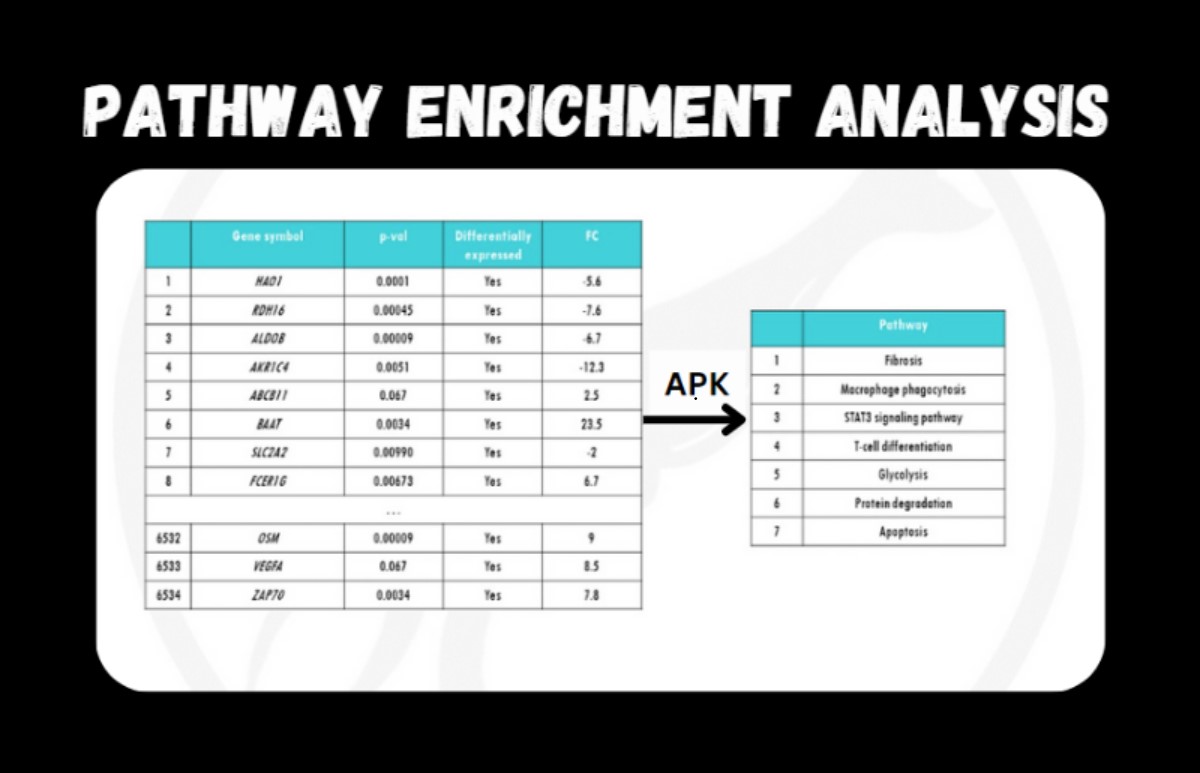 PATHWAY ENRICHMENT ANALYSIS
Gene symbol p-val Differentially expressed FC
1 HAO1 0.0001 Yes -5.6
2 RDH16 0.00045 Yes -7.6
3 ALDOB 0.00009 Yes -6.7
4 AKR1C4 0.0051 Yes -12.3
5 ABCB11 0.067 Yes 2.5
6 BAAT 0.0034 Yes 23.5
7 SLC2A2 0.00990 Yes -2
8 FCER1G 0.00673 Yes 6.7
...
6532 OSM 0.00009 Yes 9
6533 VEGFA 0.067 Yes 8.5
6534 ZAP70 0.0034 Yes 7.8
APK
Pathway
1 Fibrosis
2 Macrophage phagocytosis
3 STAT3 signaling pathway
4 T-cell differentiation
5 Glycolysis
6 Protein degradation
7 Apoptosis